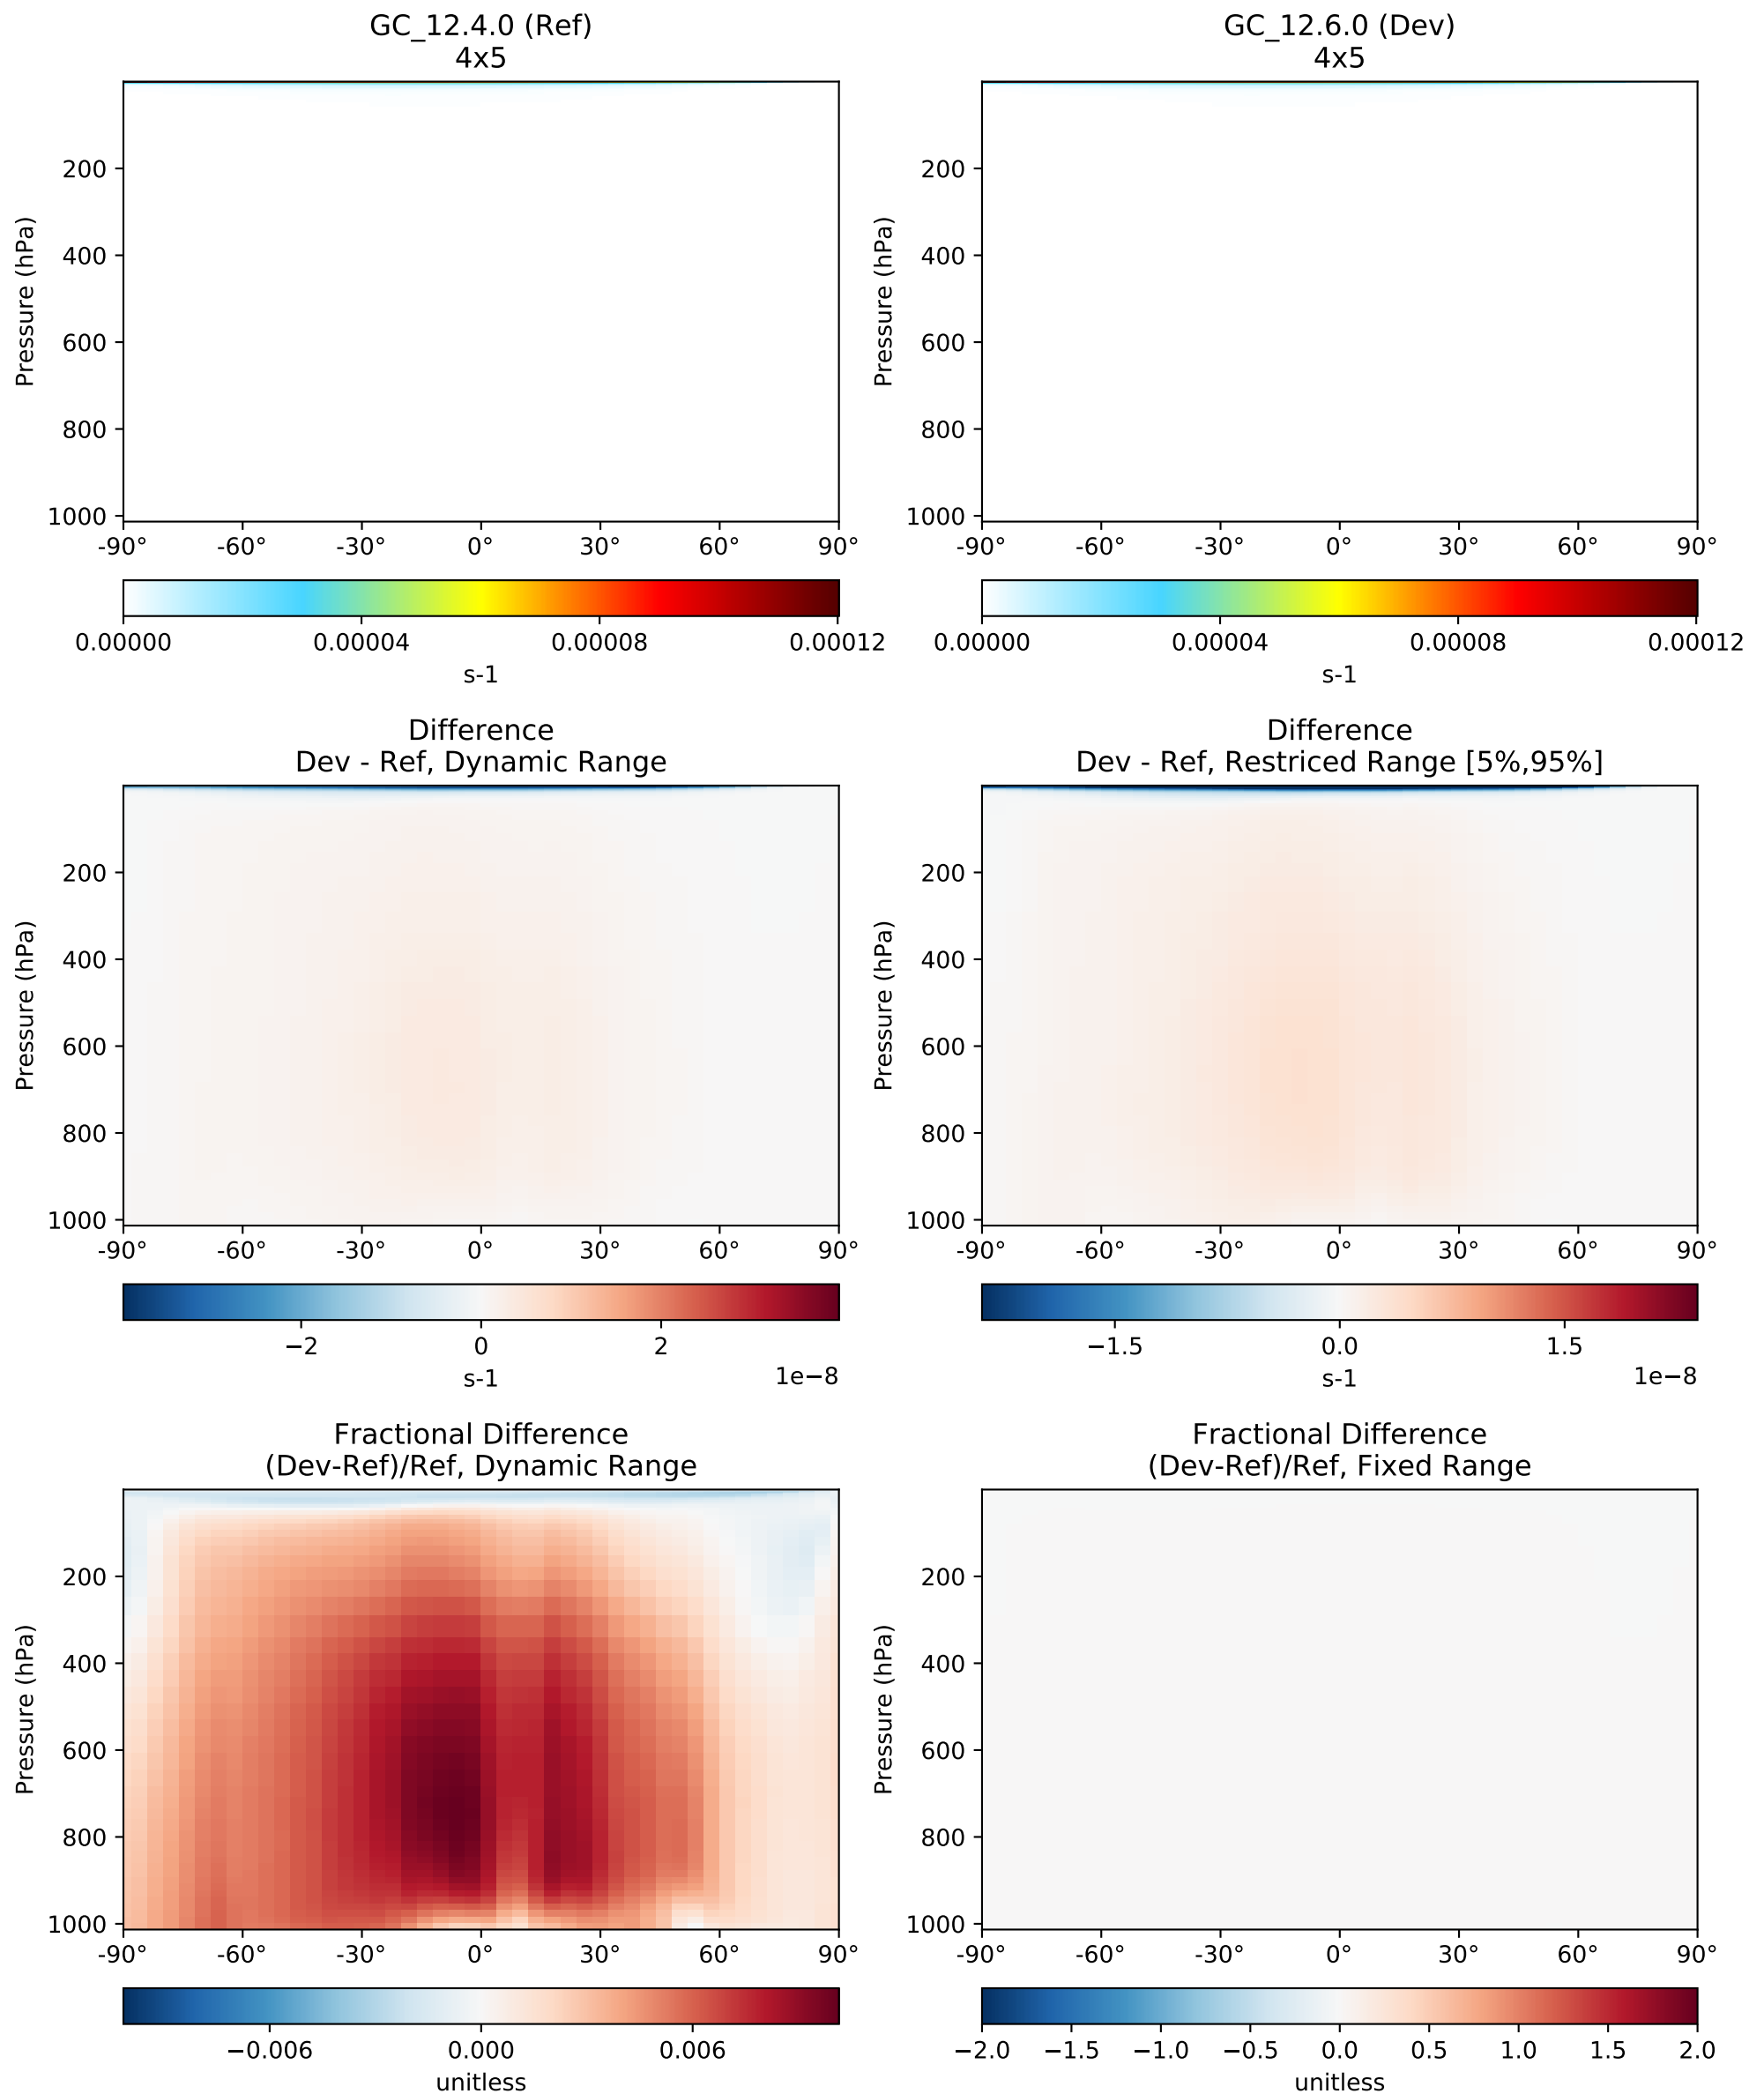 GC_12.4.0 (Ref)
4x5
Pressure (hPa)
200
400
600
800
1000
-90° -60° -30° 0° 30° 60° 90°
0.00000 0.00004 0.00008 0.00012
s-1
GC_12.6.0 (Dev)
4x5
Pressure (hPa)
200
400
600
800
1000
-90° -60° -30° 0° 30° 60° 90°
0.00000 0.00004 0.00008 0.00012
s-1
Difference
Dev - Ref, Dynamic Range
Pressure (hPa)
200
400
600
800
1000
-90° -60° -30° 0° 30° 60° 90°
−2 0 2
1e−8
s-1
Difference
Dev - Ref, Restriced Range [5%,95%]
Pressure (hPa)
200
400
600
800
1000
-90° -60° -30° 0° 30° 60° 90°
−1.5 0.0 1.5
1e−8
s-1
Fractional Difference
(Dev-Ref)/Ref, Dynamic Range
Pressure (hPa)
200
400
600
800
1000
-90° -60° -30° 0° 30° 60° 90°
−0.006 0.000 0.006
unitless
Fractional Difference
(Dev-Ref)/Ref, Fixed Range
Pressure (hPa)
200
400
600
800
1000
-90° -60° -30° 0° 30° 60° 90°
−2.0 −1.5 −1.0 −0.5 0.0 0.5 1.0 1.5 2.0
unitless